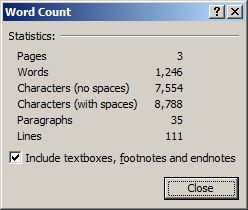 Word Count
Statistics:
Pages 3
Words 1,246
Characters (no spaces) 7,554
Characters (with spaces) 8,788
Paragraphs 35
Lines 111
Include textboxes, footnotes and endnotes
Close